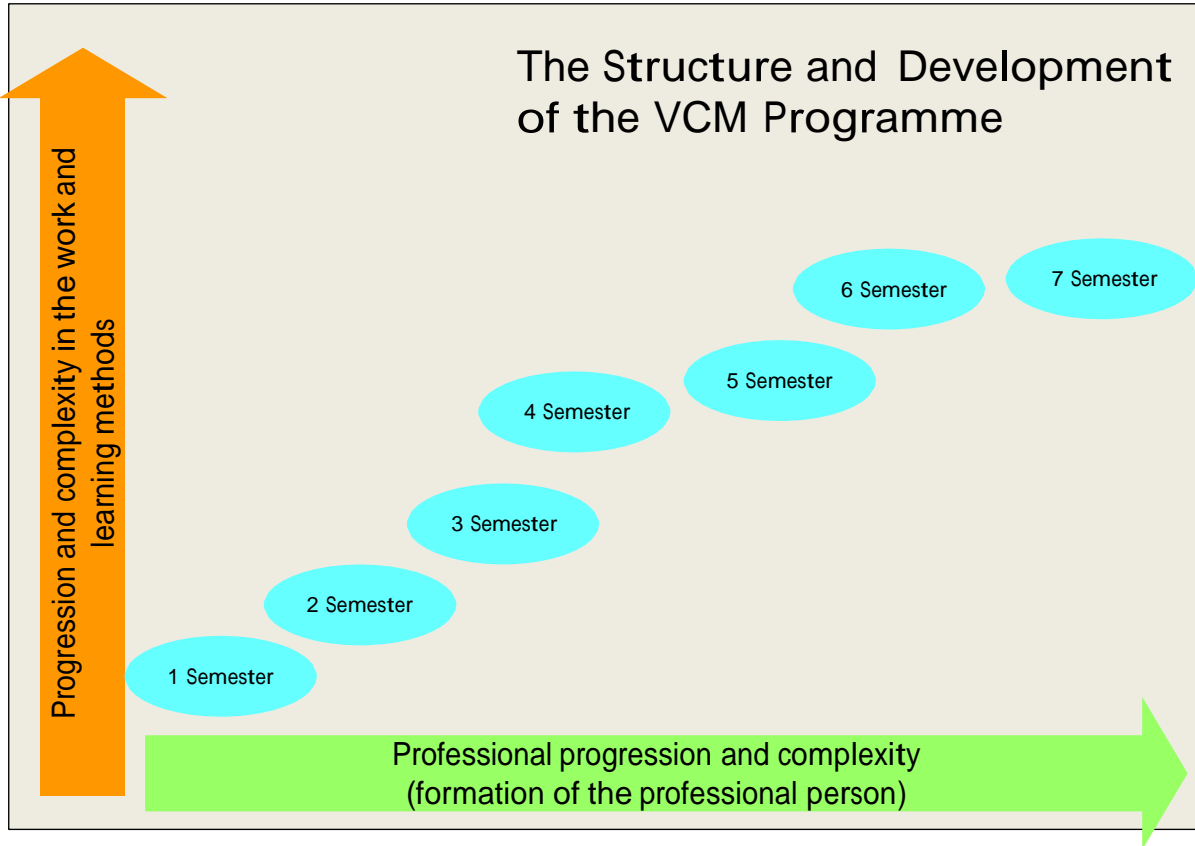 The Structure and Development
of the VCM Programme
Progression and complexity in the work and
learning methods
7 Semester
6 Semester
5 Semester
4 Semester
3 Semester
2 Semester
1 Semester
Professional progression and complexity
(formation of the professional person)